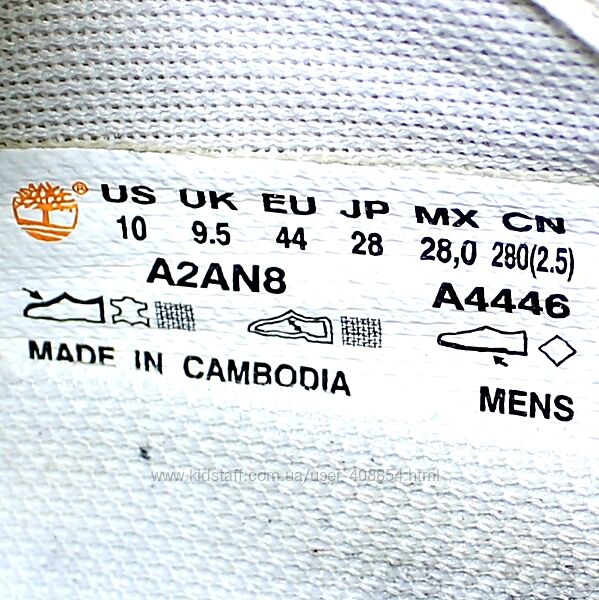 ® US UK EU JP MX CN
10 9.5 44 28 28,0 280(2.5)
A2AN8 A4446
MADE IN CAMBODIA MENS
www.kidstaff.com.ua/user-408854.html